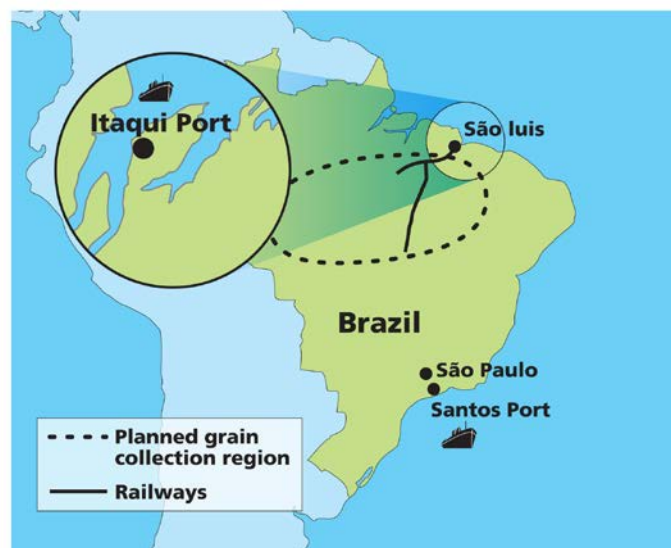 Itaqui Port
São luis
Brazil
São Paulo
Santos Port
Planned grain
collection region
Railways